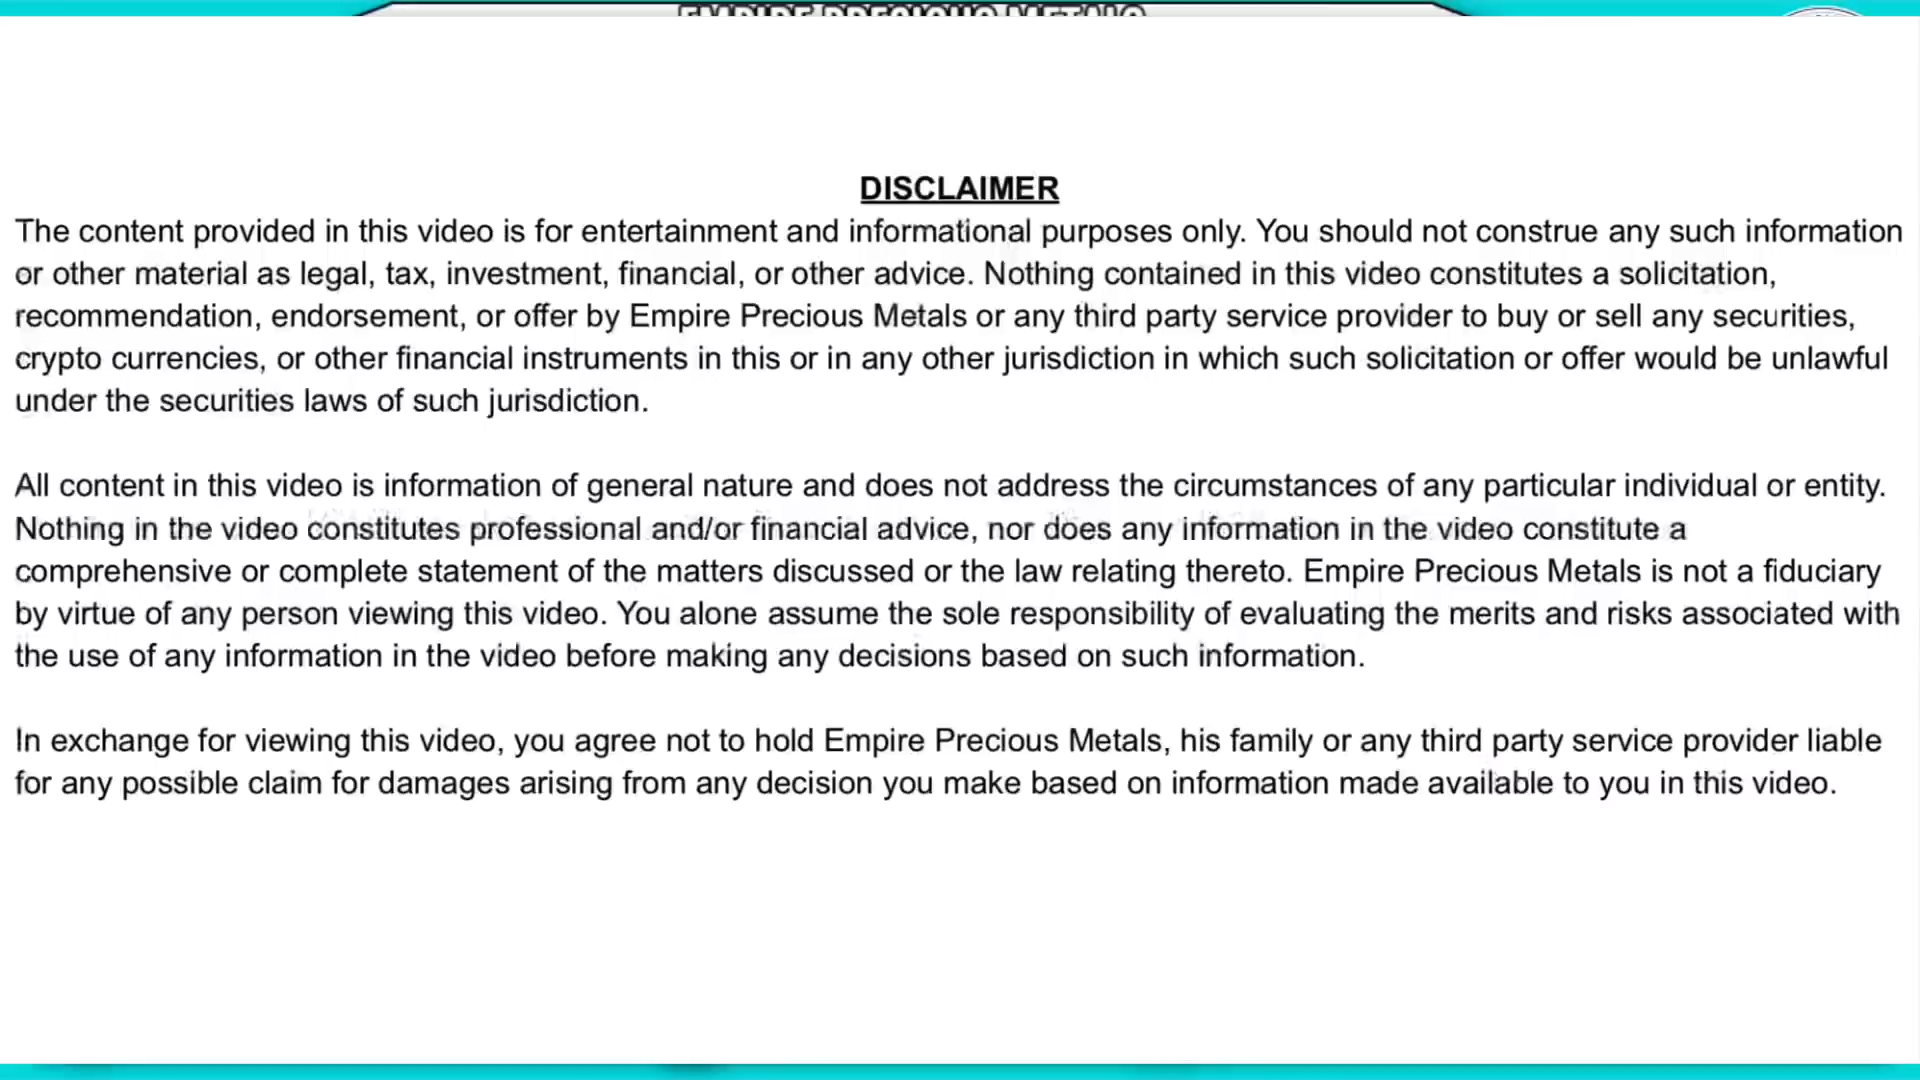 EMPIRE PRECIOUS METALS
DISCLAIMER
The content provided in this video is for entertainment and informational purposes only. You should not construe any such information
or other material as legal, tax, investment, financial, or other advice. Nothing contained in this video constitutes a solicitation,
recommendation, endorsement, or offer by Empire Precious Metals or any third party service provider to buy or sell any securities,
crypto currencies, or other financial instruments in this or in any other jurisdiction in which such solicitation or offer would be unlawful
under the securities laws of such jurisdiction.
All content in this video is information of general nature and does not address the circumstances of any particular individual or entity.
Nothing in the video constitutes professional and/or financial advice, nor does any information in the video constitute a
comprehensive or complete statement of the matters discussed or the law relating thereto. Empire Precious Metals is not a fiduciary
by virtue of any person viewing this video. You alone assume the sole responsibility of evaluating the merits and risks associated with
the use of any information in the video before making any decisions based on such information.
In exchange for viewing this video, you agree not to hold Empire Precious Metals, his family or any third party service provider liable
for any possible claim for damages arising from any decision you make based on information made available to you in this video.